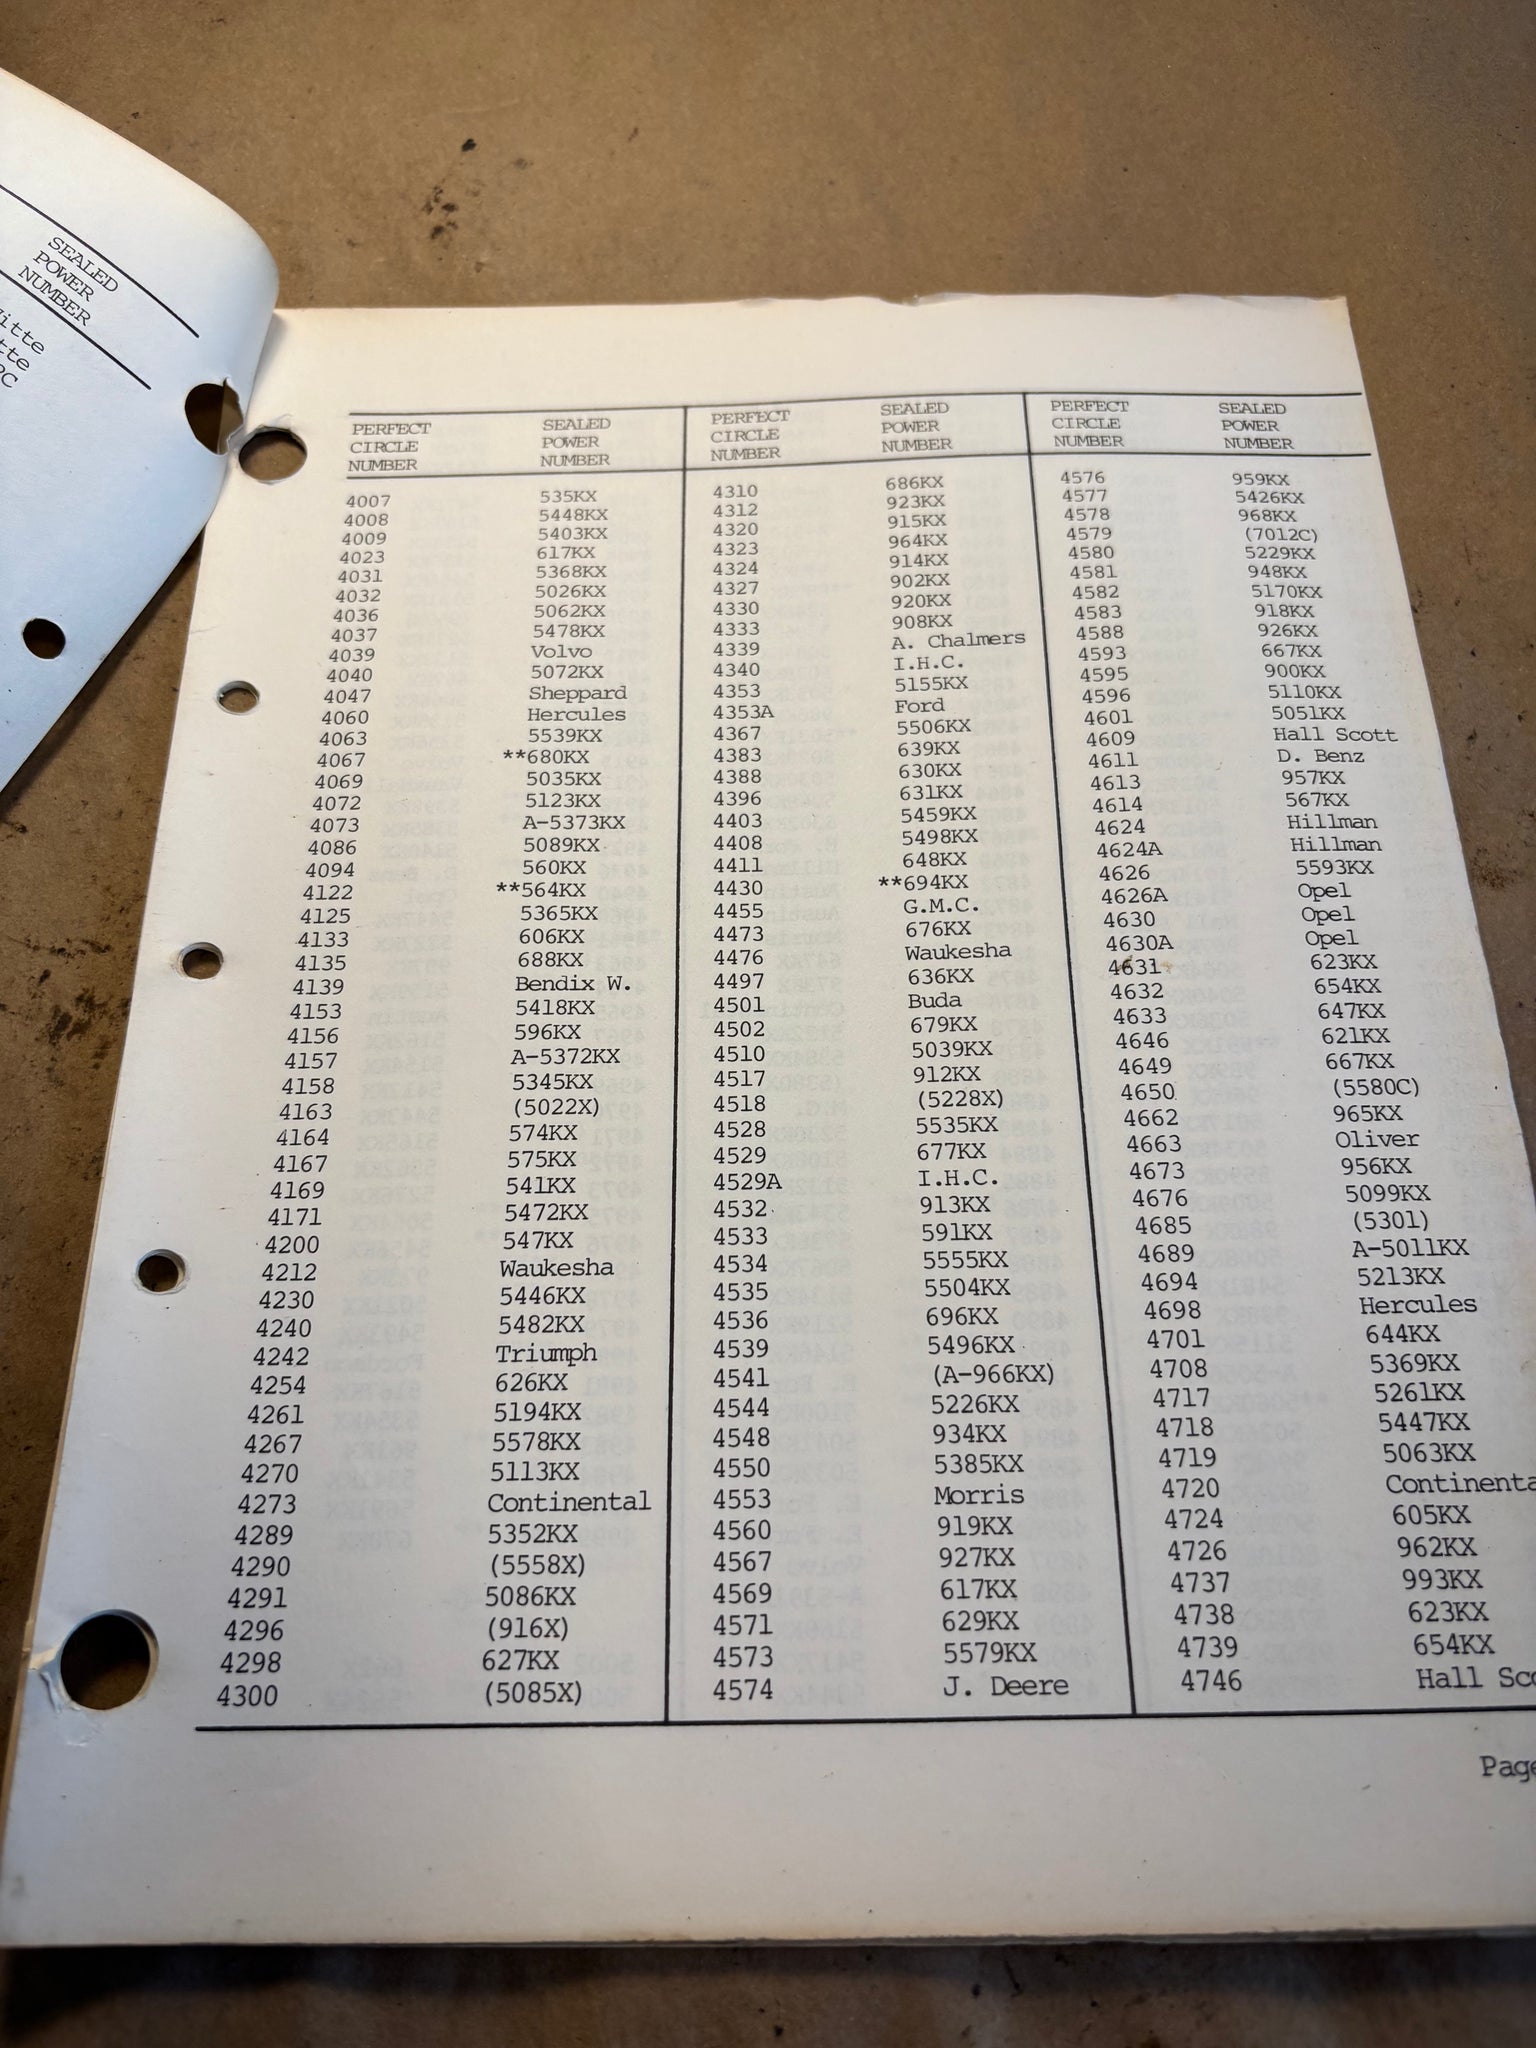 SEALED
POWER
NUMBER
PERFECT
CIRCLE
NUMBER
SEALED
POWER
NUMBER
4007 535KX
4008 5448KX
4009 5403KX
4023 617KX
4031 5368KX
4032 5026KX
4036 5062KX
4037 5478KX
4039 Volvo
4040 5072KX
4047 Sheppard
4060 Hercules
4063 5539KX
4067 **680KX
4069 5035KX
4072 5123KX
4073 A-5373KX
4086 5089KX
4094 560KX
4122 **564KX
4125 5365KX
4133 606KX
4135 688KX
4139 Bendix W.
4153 5418KX
4156 596KX
4157 A-5372KX
4158 5345KX
4163 (5022X)
4164 574KX
4167 575KX
4169 541KX
4171 5472KX
4200 547KX
4212 Waukesha
4230 5446KX
4240 5482KX
4242 Triumph
4254 626KX
4261 5194KX
4267 5578KX
4270 5113KX
4273 Continental
4289 5352KX
4290 (5558X)
4291 5086KX
4296 (916X)
4298 627KX
4300 (5085X)
PERFECT
CIRCLE
NUMBER
SEALED
POWER
NUMBER
4310 686KX
4312 923KX
4320 915KX
4323 964KX
4324 914KX
4327 902KX
4330 920KX
4333 908KX
4339 A. Chalmers
4340 I.H.C.
4353 5155KX
4353A Ford
4367 5506KX
4383 639KX
4388 630KX
4396 631KX
4403 5459KX
4408 5498KX
4411 648KX
4430 **694KX
4455 G.M.C.
4473 676KX
4476 Waukesha
4497 636KX
4501 Buda
4502 679KX
4510 5039KX
4517 912KX
4518 (5228X)
4528 5535KX
4529 677KX
4529A I.H.C.
4532 913KX
4533 591KX
4534 5555KX
4535 5504KX
4536 696KX
4539 5496KX
4541 (A-966KX)
4544 5226KX
4548 934KX
4550 5385KX
4553 Morris
4560 919KX
4567 927KX
4569 617KX
4571 629KX
4573 5579KX
4574 J. Deere
PERFECT
CIRCLE
NUMBER
SEALED
POWER
NUMBER
4576 959KX
4577 5426KX
4578 968KX
4579 (7012C)
4580 5229KX
4581 948KX
4582 5170KX
4583 918KX
4588 926KX
4593 667KX
4595 900KX
4596 5110KX
4601 5051KX
4609 Hall Scott
4611 D. Benz
4613 957KX
4614 567KX
4624 Hillman
4624A Hillman
4626 5593KX
4626A Opel
4630 Opel
4630A Opel
4631 623KX
4632 654KX
4633 647KX
4646 621KX
4649 667KX
4650 (5580C)
4662 965KX
4663 Oliver
4673 956KX
4676 5099KX
4685 (5301)
4689 A-5011KX
4694 5213KX
4698 Hercules
4701 644KX
4708 5369KX
4717 5261KX
4718 5447KX
4719 5063KX
4720 Continenta
4724 605KX
4726 962KX
4737 993KX
4738 623KX
4739 654KX
4746 Hall Sco
Page